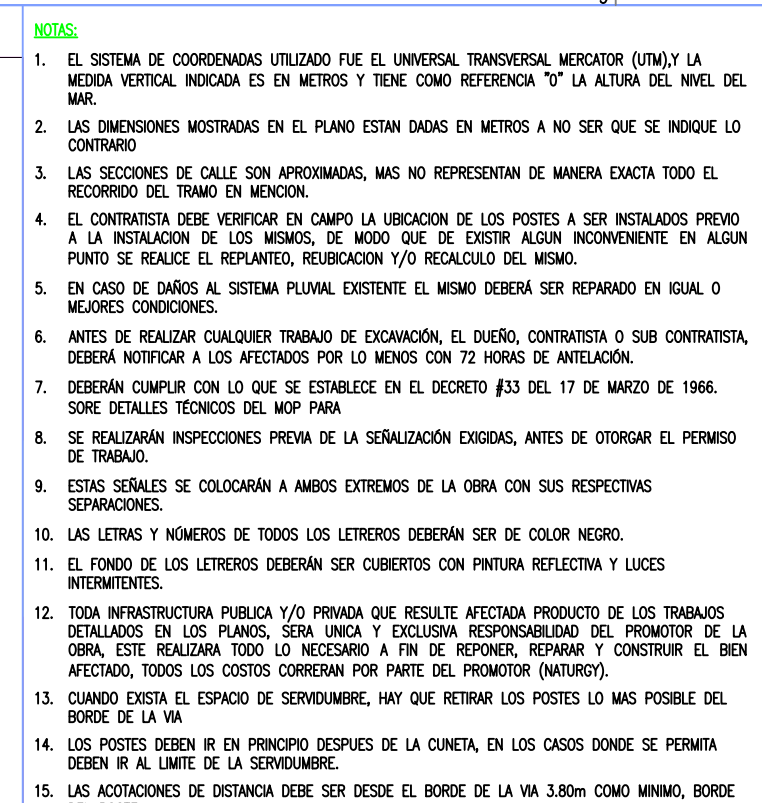 NOTAS:
1. EL SISTEMA DE COORDENADAS UTILIZADO FUE EL UNIVERSAL TRANSVERSAL MERCATOR (UTM),Y LA
MEDIDA VERTICAL INDICADA ES EN METROS Y TIENE COMO REFERENCIA "0" LA ALTURA DEL NIVEL DEL
MAR.
2. LAS DIMENSIONES MOSTRADAS EN EL PLANO ESTAN DADAS EN METROS A NO SER QUE SE INDIQUE LO
CONTRARIO
3. LAS SECCIONES DE CALLE SON APROXIMADAS, MAS NO REPRESENTAN DE MANERA EXACTA TODO EL
RECORRIDO DEL TRAMO EN MENCION.
4. EL CONTRATISTA DEBE VERIFICAR EN CAMPO LA UBICACION DE LOS POSTES A SER INSTALADOS PREVIO
A LA INSTALACION DE LOS MISMOS, DE MODO QUE DE EXISTIR ALGUN INCONVENIENTE EN ALGUN
PUNTO SE REALICE EL REPLANTEO, REUBICACION Y/O RECALCULO DEL MISMO.
5. EN CASO DE DAÑOS AL SISTEMA PLUVIAL EXISTENTE EL MISMO DEBERÁ SER REPARADO EN IGUAL O
MEJORES CONDICIONES.
6. ANTES DE REALIZAR CUALQUIER TRABAJO DE EXCAVACIÓN, EL DUEÑO, CONTRATISTA O SUB CONTRATISTA,
DEBERÁ NOTIFICAR A LOS AFECTADOS POR LO MENOS CON 72 HORAS DE ANTELACIÓN.
7. DEBERÁN CUMPLIR CON LO QUE SE ESTABLECE EN EL DECRETO #33 DEL 17 DE MARZO DE 1966.
SORE DETALLES TÉCNICOS DEL MOP PARA
8. SE REALIZARÁN INSPECCIONES PREVIA DE LA SEÑALIZACIÓN EXIGIDAS, ANTES DE OTORGAR EL PERMISO
DE TRABAJO.
9. ESTAS SEÑALES SE COLOCARÁN A AMBOS EXTREMOS DE LA OBRA CON SUS RESPECTIVAS
SEPARACIONES.
10. LAS LETRAS Y NÚMEROS DE TODOS LOS LETREROS DEBERÁN SER DE COLOR NEGRO.
11. EL FONDO DE LOS LETREROS DEBERÁN SER CUBIERTOS CON PINTURA REFLECTIVA Y LUCES
INTERMITENTES.
12. TODA INFRASTRUCTURA PUBLICA Y/O PRIVADA QUE RESULTE AFECTADA PRODUCTO DE LOS TRABAJOS
DETALLADOS EN LOS PLANOS, SERA UNICA Y EXCLUSIVA RESPONSABILIDAD DEL PROMOTOR DE LA
OBRA, ESTE REALIZARA TODO LO NECESARIO A FIN DE REPONER, REPARAR Y CONSTRUIR EL BIEN
AFECTADO, TODOS LOS COSTOS CORRERAN POR PARTE DEL PROMOTOR (NATURGY).
13. CUANDO EXISTA EL ESPACIO DE SERVIDUMBRE, HAY QUE RETIRAR LOS POSTES LO MAS POSIBLE DEL
BORDE DE LA VIA
14. LOS POSTES DEBEN IR EN PRINCIPIO DESPUES DE LA CUNETA, EN LOS CASOS DONDE SE PERMITA
DEBEN IR AL LIMITE DE LA SERVIDUMBRE.
15. LAS ACOTACIONES DE DISTANCIA DEBE SER DESDE EL BORDE DE LA VIA 3.80m COMO MINIMO, BORDE